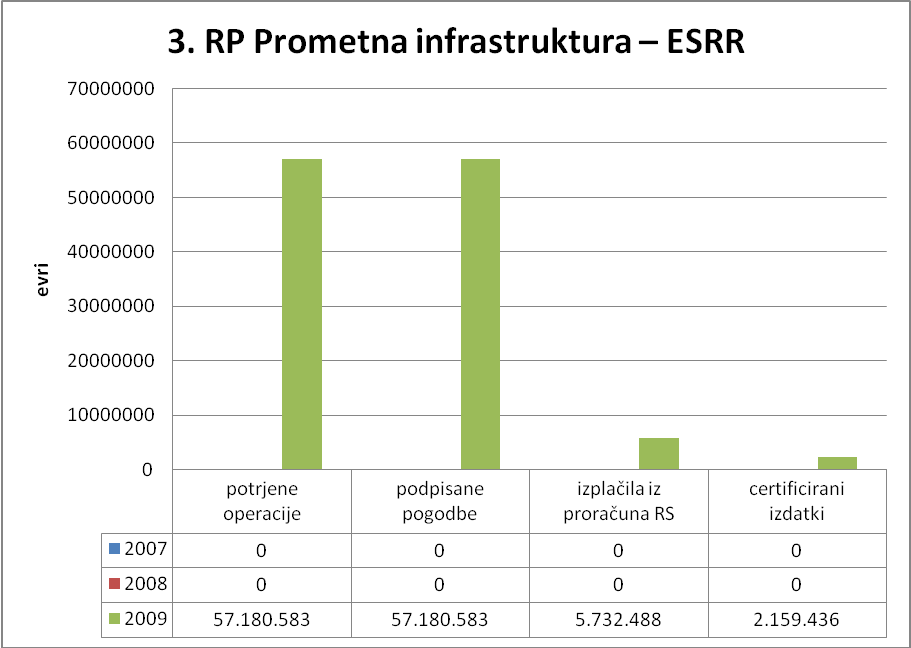 3. RP Prometna infrastruktura – ESRR
evri
70000000
60000000
50000000
40000000
30000000
20000000
10000000
0
potrjene operacije
podpisane pogodbe
izplačila iz proračuna RS
certificirani izdatki
2007 0 0 0 0
2008 0 0 0 0
2009 57.180.583 57.180.583 5.732.488 2.159.436